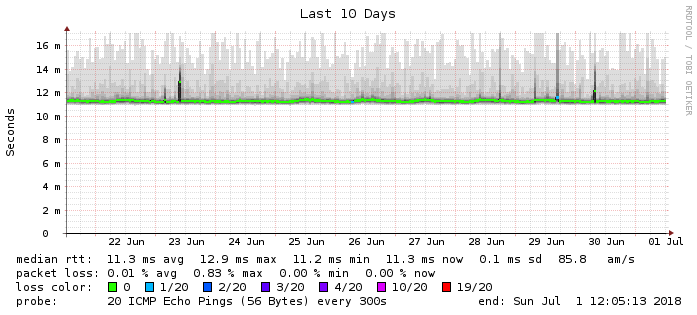 Last 10 Days
RRDTOOL / TOBI OETIKER
Seconds
16 m
14 m
12 m
10 m
8 m
6 m
4 m
2 m
0
22 Jun 23 Jun 24 Jun 25 Jun 26 Jun 27 Jun 28 Jun 29 Jun 30 Jun 01 Jul
median rtt: 11.3 ms avg 12.9 ms max 11.2 ms min 11.3 ms now 0.1 ms sd 85.8 am/s
packet loss: 0.01 % avg 0.83 % max 0.00 % min 0.00 % now
loss color: 0 1/20 2/20 3/20 4/20 10/20 19/20
probe: 20 ICMP Echo Pings (56 Bytes) every 300s end: Sun Jul 1 12:05:13 2018